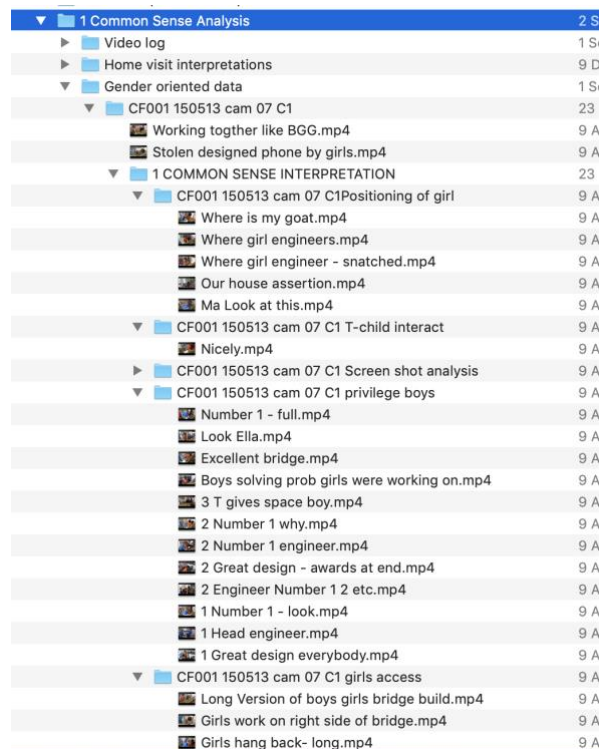 1 Common Sense Analysis 2 S
Video log 1 S
Home visit interpretations 9 D
Gender oriented data 1 S
CF001 150513 cam 07 C1 23
Working togther like BGG.mp4 9 A
Stolen designed phone by girls.mp4 9 A
1 COMMON SENSE INTERPRETATION 23
CF001 150513 cam 07 C1Positioning of girl 9 A
Where is my goat.mp4 9 A
Where girl engineers.mp4 9 A
Where girl engineer - snatched.mp4 9 A
Our house assertion.mp4 9 A
Ma Look at this.mp4 9 A
CF001 150513 cam 07 C1 T-child interact 9 A
Nicely.mp4 9 A
CF001 150513 cam 07 C1 Screen shot analysis 9 A
CF001 150513 cam 07 C1 privilege boys 9 A
Number 1 - full.mp4 9 A
Look Ella.mp4 9 A
Excellent bridge.mp4 9 A
Boys solving prob girls were working on.mp4 9 A
3 T gives space boy.mp4 9 A
2 Number 1 why.mp4 9 A
2 Number 1 engineer.mp4 9 A
2 Great design - awards at end.mp4 9 A
2 Engineer Number 1 2 etc.mp4 9 A
1 Number 1 - look.mp4 9 A
1 Head engineer.mp4 9 A
1 Great design everybody.mp4 9 A
CF001 150513 cam 07 C1 girls access 9 A
Long Version of boys girls bridge build.mp4 9 A
Girls work on right side of bridge.mp4 9 A
Girls hang back- long.mp4 9 A